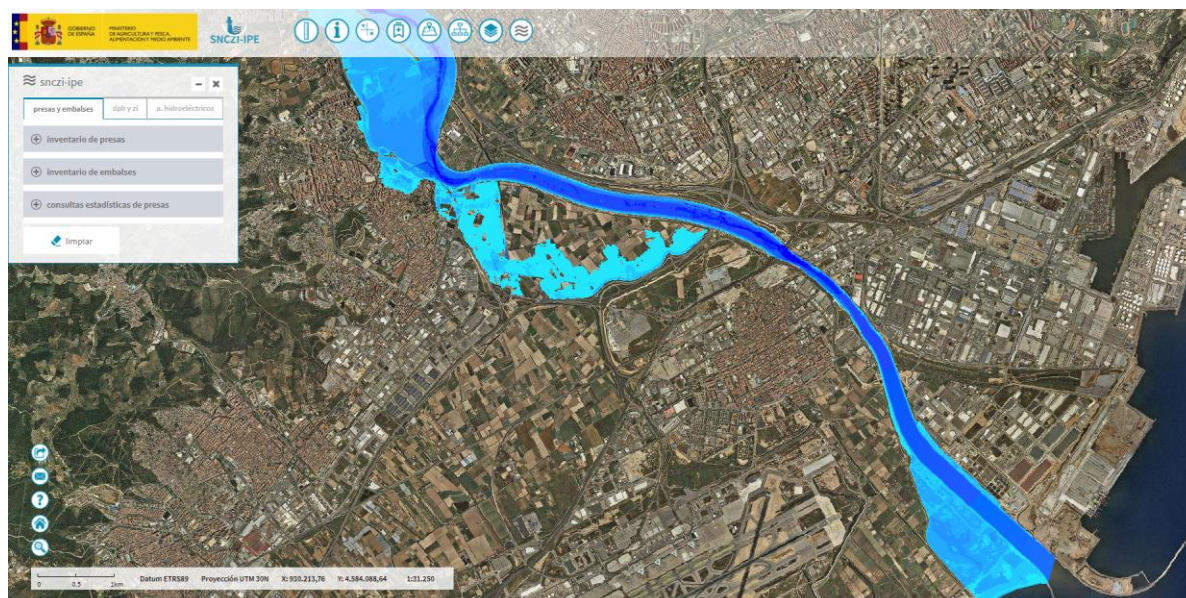 GOBIERNO
DE ESPAÑA
MINISTERIO
DE AGRICULTURA Y PESCA,
ALIMENTACIÓN Y MEDIO AMBIENTE
SNCZI-IPE
snczi-ipe
presas y embalses
dph y zi
a. hidroeléctricos
inventario de presas
inventario de embalses
consultas estadísticas de presas
limpiar
0 0.5 1km
Datum ETRS89 Proyección UTM 30N X: 930.213,76 Y: 4.584.088,64 1:31.250